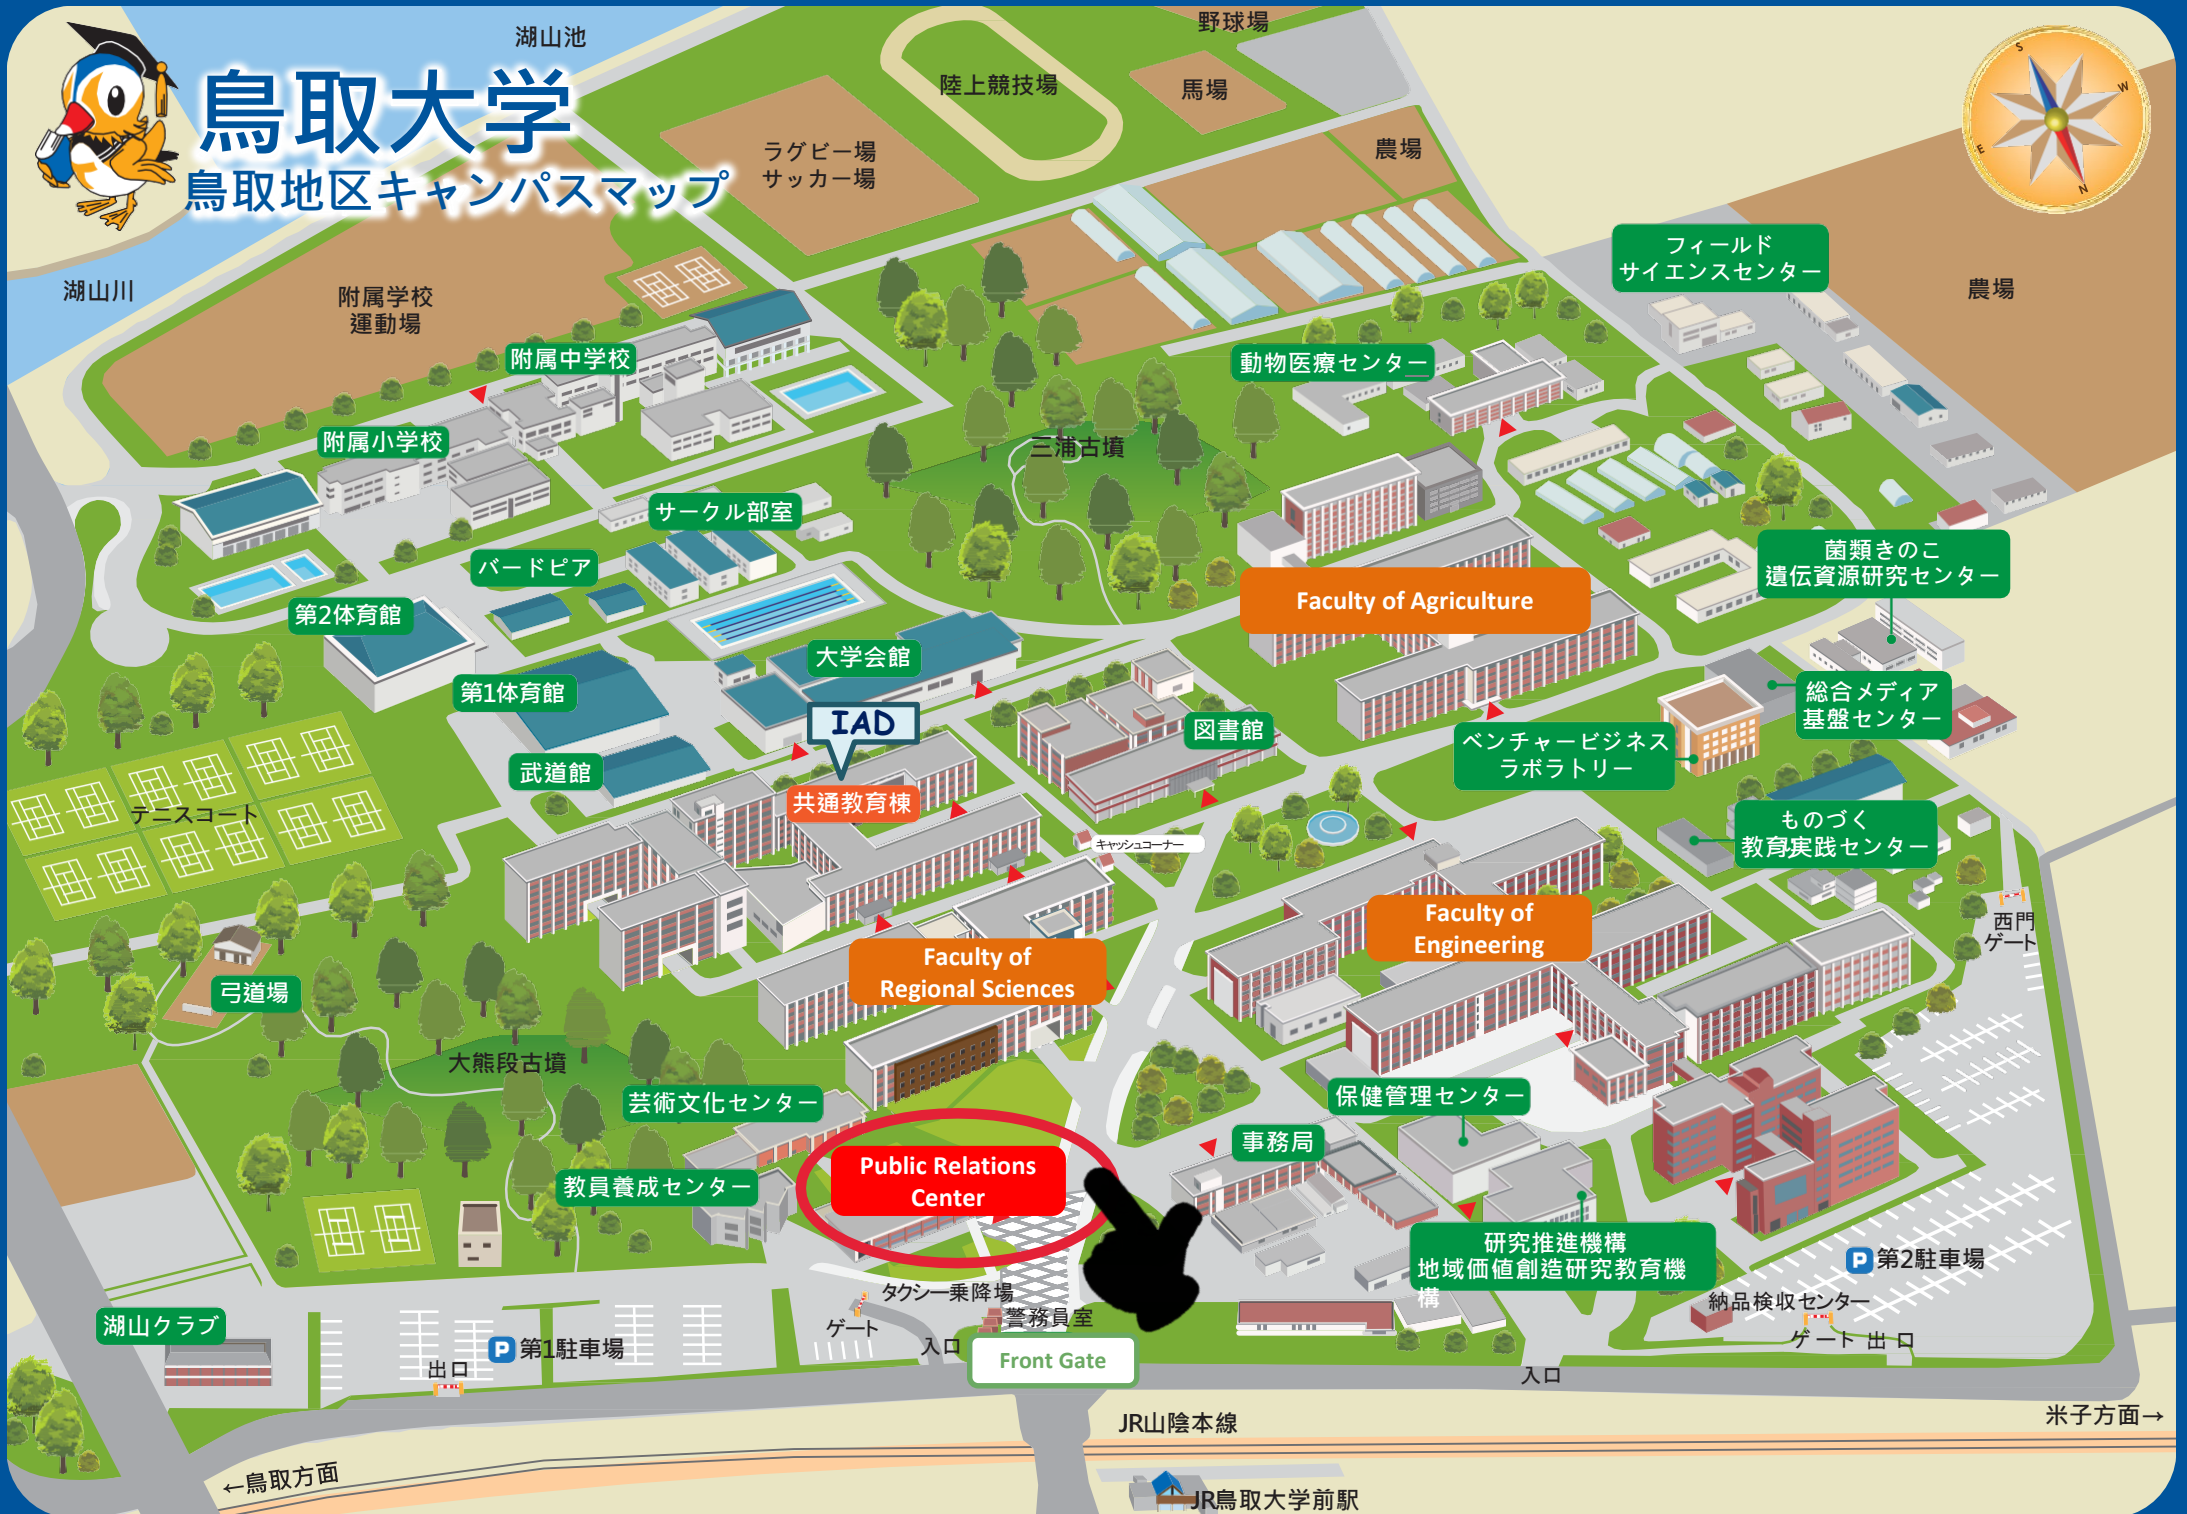 鳥取大学
鳥取地区キャンパスマップ
湖山池
野球場
陸上競技場
馬場
ラグビー場
サッカー場
農場
S
W
E
N
フィールド
サイエンスセンター
農場
湖山川
附属学校
運動場
附属中学校
動物医療センター
附属小学校
三浦古墳
サークル部室
バードピア
菌類きのこ
遺伝資源研究センター
第2体育館
Faculty of Agriculture
大学会館
第1体育館
総合メディア
基盤センター
IAD
図書館
ベンチャービジネス
ラボラトリー
武道館
共通教育棟
テニスコート
キャッシュコーナー
ものづく
教育実践センター
Faculty of
Engineering
西門
ゲート
Faculty of
Regional Sciences
弓道場
大熊段古墳
芸術文化センター
保健管理センター
事務局
Public Relations
Center
教員養成センター
研究推進機構
地域価値創造研究教育機
構
P 第2駐車場
タクシー乗降場
納品検収センター
警務員室
ゲート
ゲート 出口
湖山クラブ
P 第1駐車場
入口
Front Gate
出口
入口
JR山陰本線
米子方面→
←鳥取方面
JR鳥取大学前駅